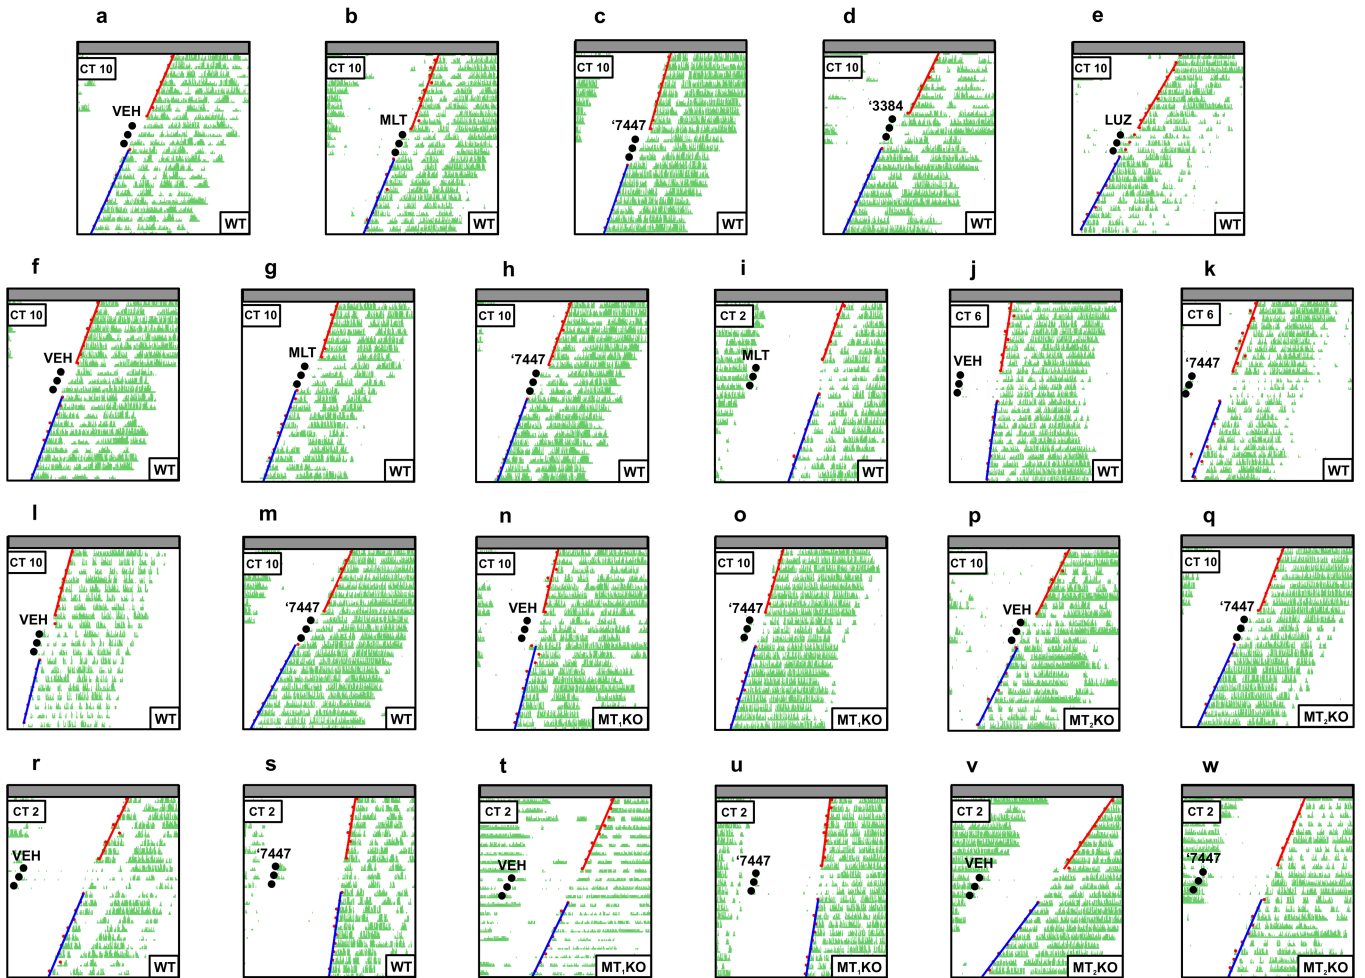 a b c d e
CT 10 CT 10 CT 10 CT 10 CT 10
VEH MLT '7447 '3384 LUZ
WT WT WT WT WT
f g h i j k
CT 10 CT 10 CT 10 CT 2 CT 6 CT 6
VEH MLT '7447 MLT VEH '7447
WT WT WT WT WT WT
l m n o p q
CT 10 CT 10 CT 10 CT 10 CT 10
VEH '7447 VEH '7447 VEH '7447
WT WT MT₁KO MT₁KO MT₂KO MT₂KO
r s t u v w
CT 2 CT 2 CT 2 CT 2 CT 2 CT 2
VEH '7447 VEH '7447 VEH '7447
WT WT MT₁KO MT₁KO MT₂KO